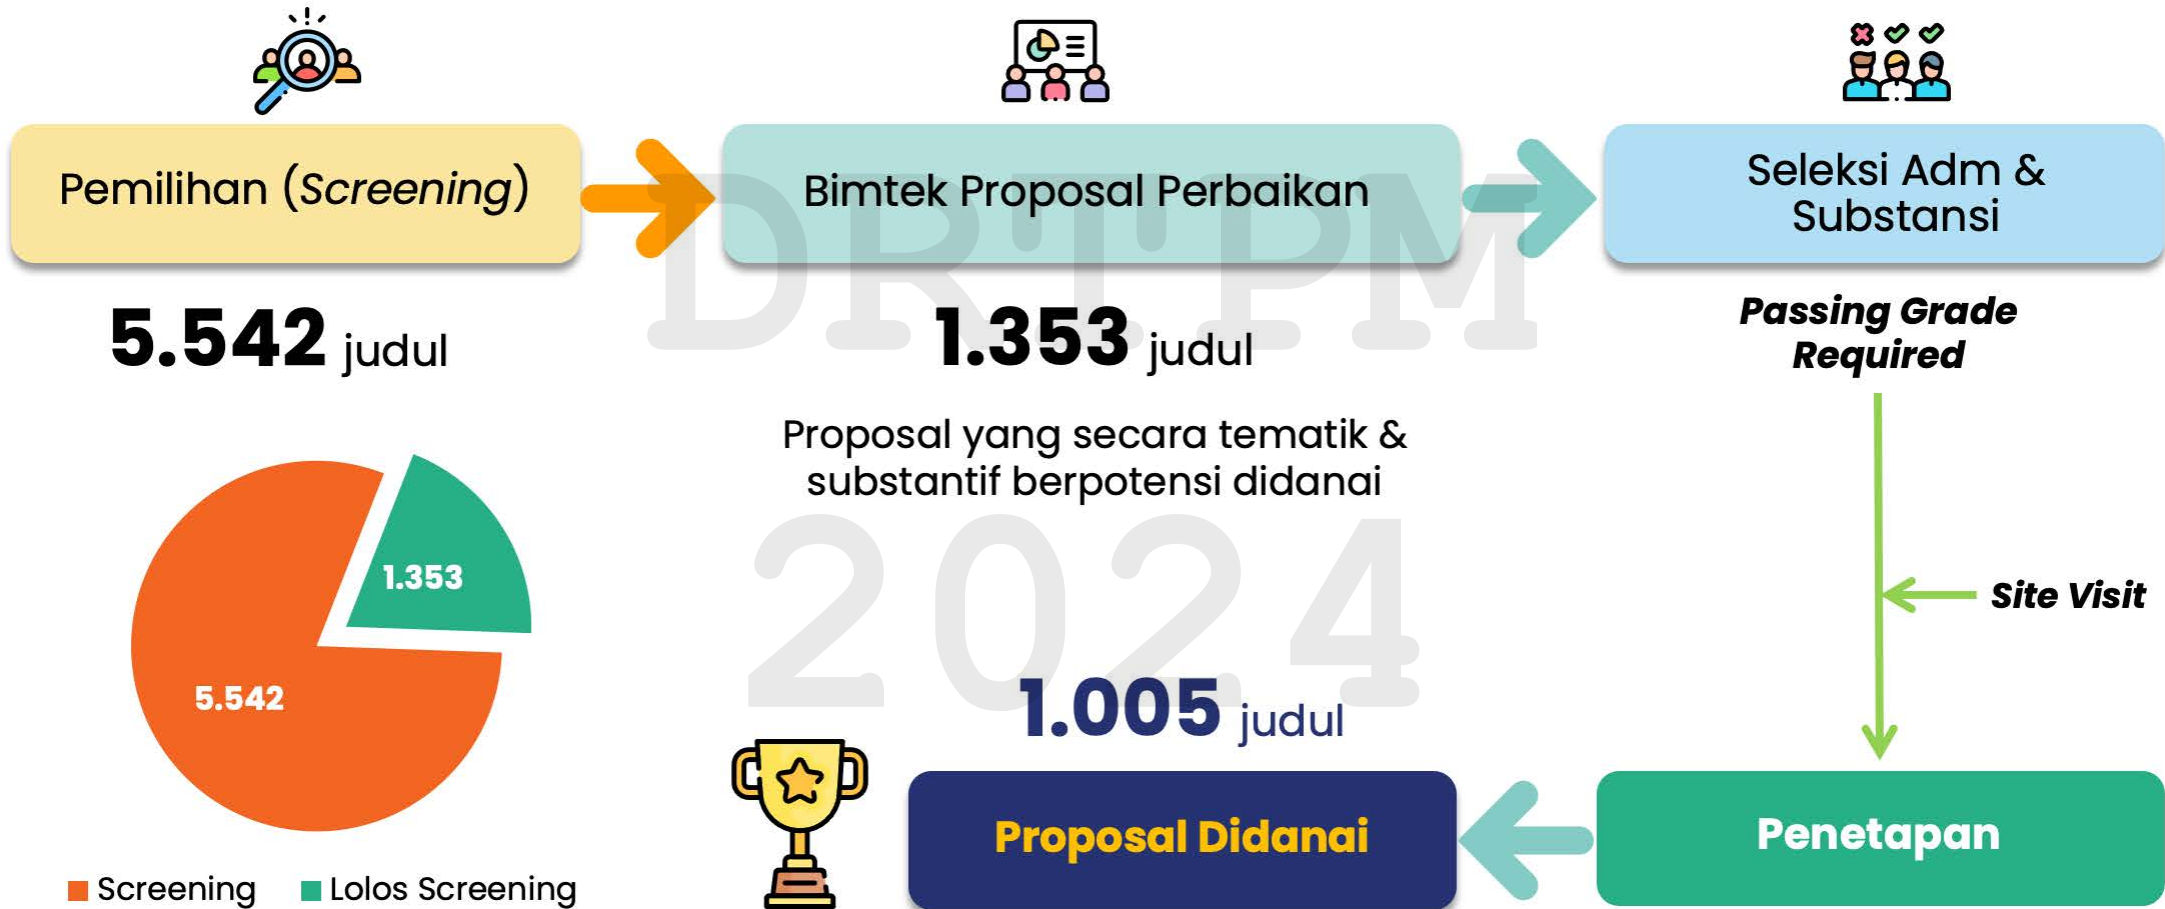 Pemilihan (Screening)
Bimtek Proposal Perbaikan
Seleksi Adm &
Substansi
5.542 judul
1.353 judul
Passing Grade
Required
Proposal yang secara tematik &
substantif berpotensi didanai
1.353
5.542
Screening
Lolos Screening
Site Visit
1.005 judul
Proposal Didanai
Penetapan
DRTPM
2024